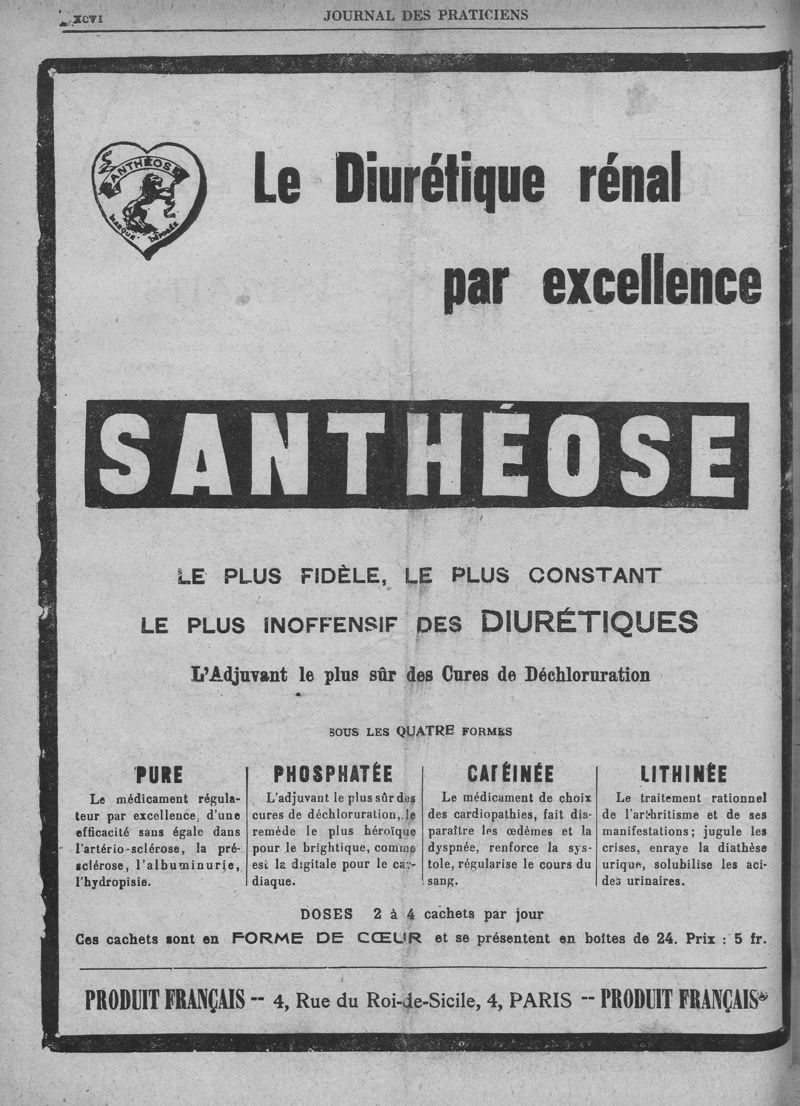 XCVI
JOURNAL DES PRATICIENS
SANTHÉOSE
MARQUE DÉPOSÉE
Le Diurétique rénal
par excellence
SANTHÉOSE
LE PLUS FIDÈLE, LE PLUS CONSTANT
LE PLUS INOFFENSIF DES DIURÉTIQUES
L'Adjuvant le plus sûr des Cures de Déchloruration
SOUS LES QUATRE FORMES
PURE
Le médicament régula-
teur par excellence, d'une
efficacité sans égale dans
l'artério-sclérose, la pré-
sclérose, l'albuminurie,
l'hydropisie.
PHOSPHATÉE
L'adjuvant le plus sûr des
cures de déchloruration, le
remède le plus héroïque
pour le brightique, comme
est la digitale pour le car-
diaque.
CAFÉINÉE
Le médicament de choix
des cardiopathies, fait dis-
paraître les œdèmes et la
dyspnée, renforce la sys-
tole, régularise le cours du
sang.
LITHINÉE
Le traitement rationnel
de l'arthritisme et de ses
manifestations; jugule les
crises, enraye la diathèse
urique, solubilise les aci-
des urinaires.
DOSES 2 à 4 cachets par jour
Ces cachets sont en FORME DE CŒUR et se présentent en boîtes de 24. Prix : 5 fr.
PRODUIT FRANÇAIS -- 4, Rue du Roi-de-Sicile, 4, PARIS -- PRODUIT FRANÇAIS